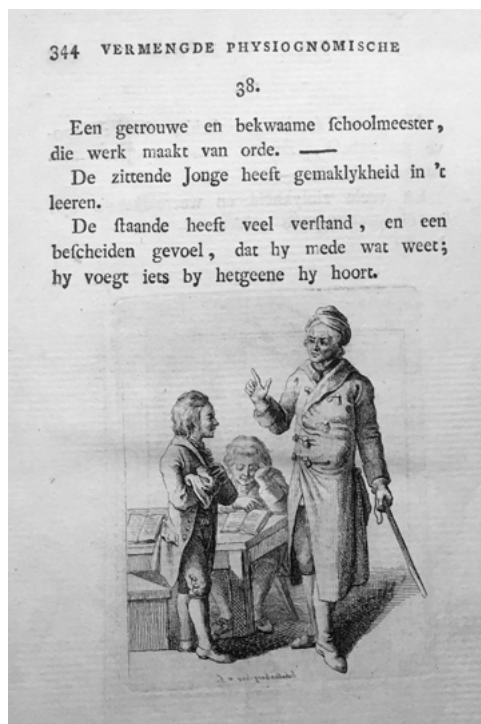 344 VERMENGDE PHYSIOGNOMISCHE
38.
Een getrouwe en bekwaame ſchoolmeester,
die werk maakt van orde. ——
De zittende Jonge heeft gemaklykheid in 't
leeren.
De ſtaande heeft veel verſtand, en een
beſcheiden gevoel, dat hy mede wat weet;
hy voegt iets by hetgeene hy hoort.